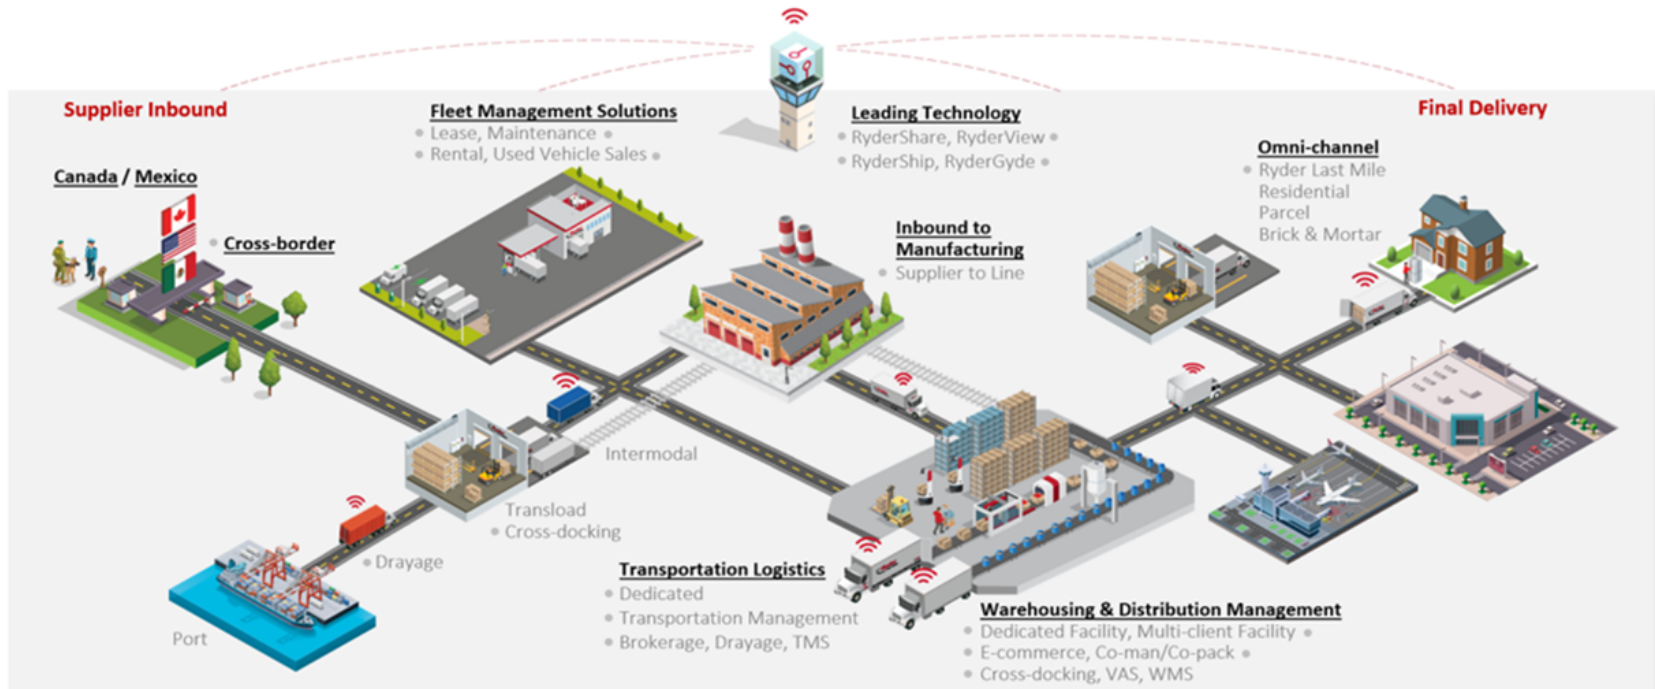 Supplier Inbound
Canada / Mexico
Cross-border
Fleet Management Solutions
Lease, Maintenance
Rental, Used Vehicle Sales
Leading Technology
RyderShare, RyderView
RyderShip, RyderGyde
Final Delivery
Omni-channel
Ryder Last Mile
Residential
Parcel
Brick & Mortar
Inbound to
Manufacturing
Supplier to Line
Intermodal
Transload
Cross-docking
Drayage
Port
Transportation Logistics
Dedicated
Transportation Management
Brokerage, Drayage, TMS
Warehousing & Distribution Management
Dedicated Facility, Multi-client Facility
E-commerce, Co-man/Co-pack
Cross-docking, VAS, WMS